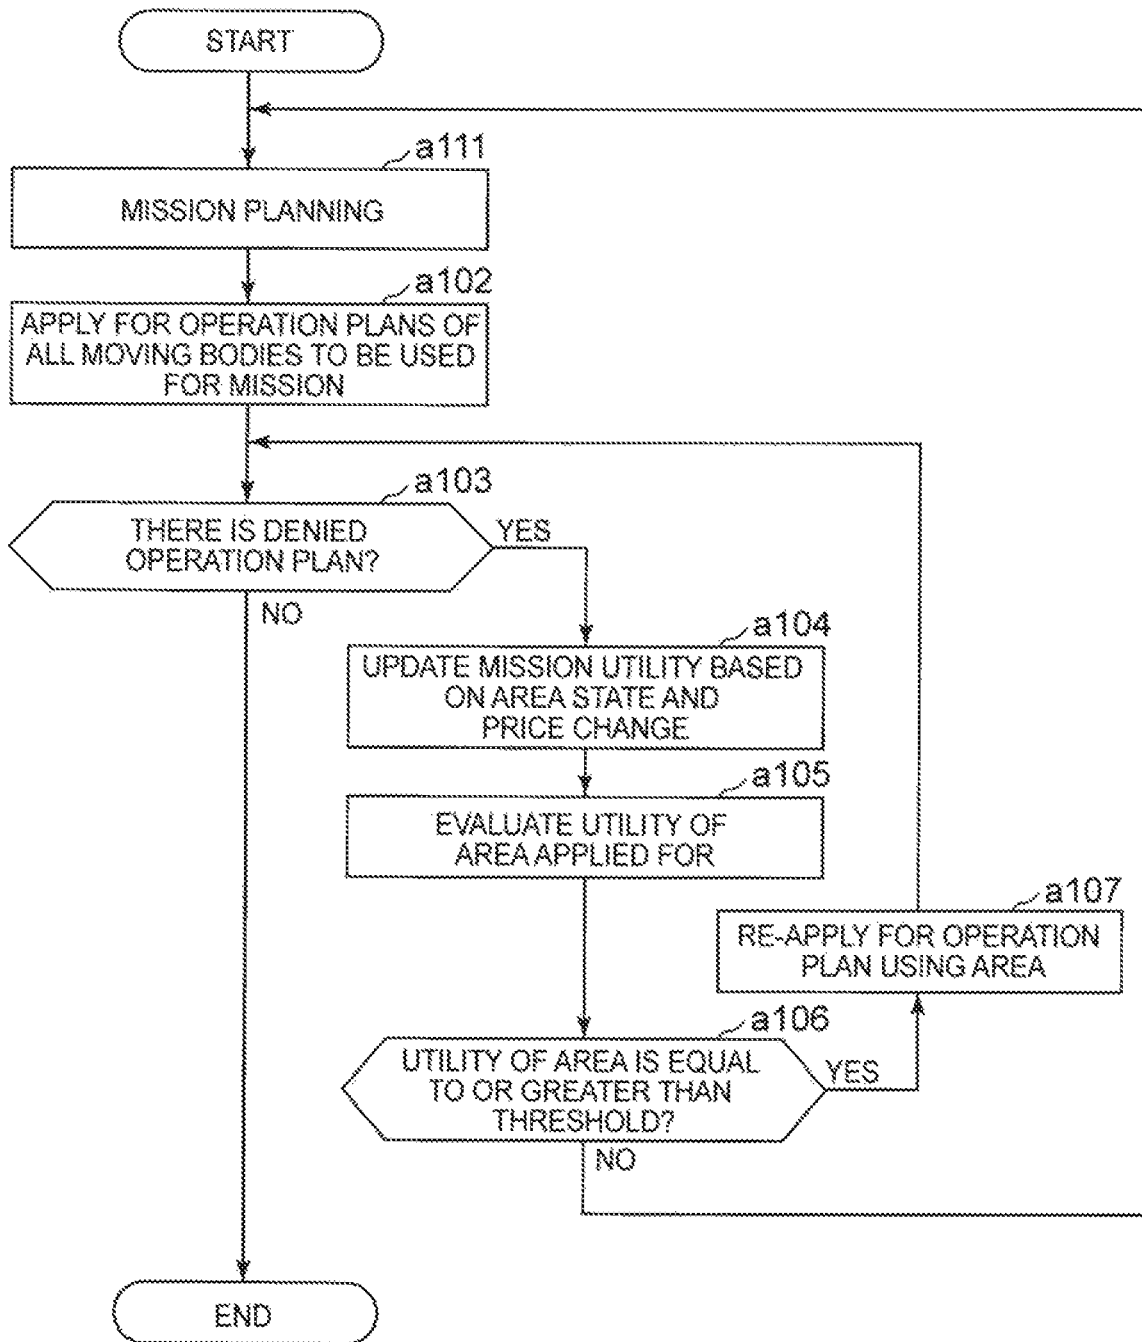 START
a111
MISSION PLANNING
a102
APPLY FOR OPERATION PLANS OF
ALL MOVING BODIES TO BE USED
FOR MISSION
a103
THERE IS DENIED
OPERATION PLAN?
YES
NO
a104
UPDATE MISSION UTILITY BASED
ON AREA STATE AND
PRICE CHANGE
a105
EVALUATE UTILITY OF
AREA APPLIED FOR
a107
RE-APPLY FOR OPERATION
PLAN USING AREA
a106
UTILITY OF AREA IS EQUAL
TO OR GREATER THAN
THRESHOLD?
YES
NO
END